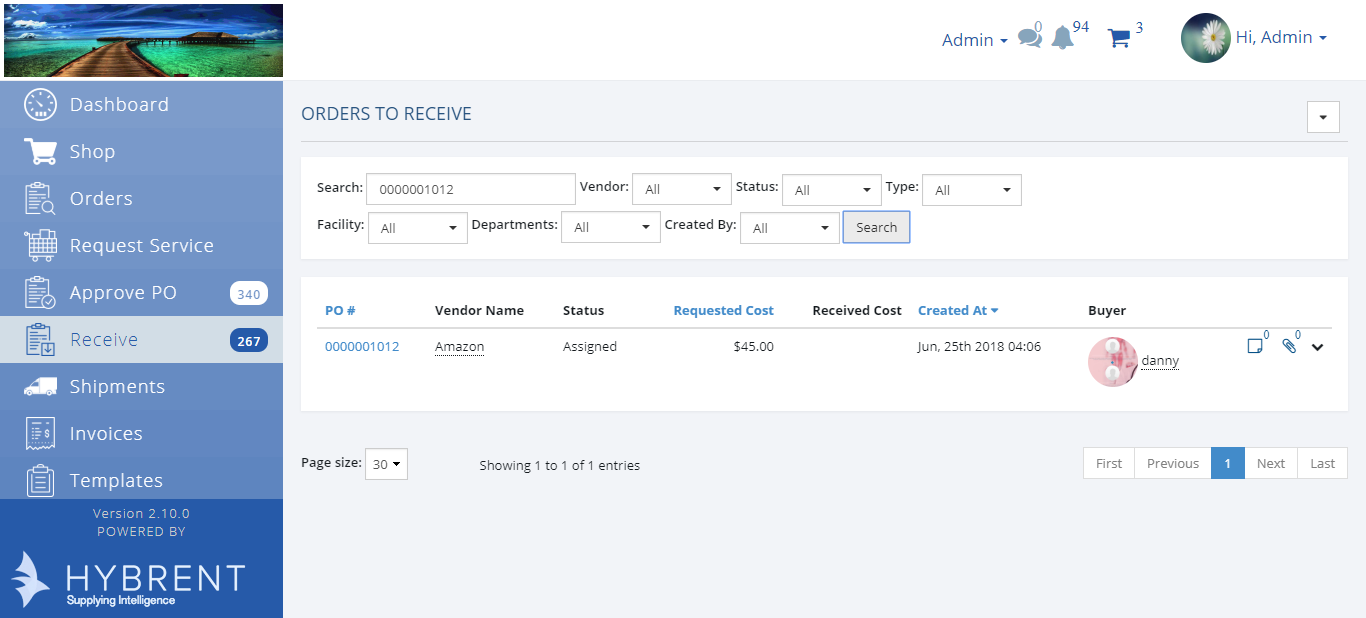 Admin 0 94 3 Hi, Admin
Dashboard
Shop
Orders
Request Service
Approve PO 340
Receive 267
Shipments
Invoices
Templates
Version 2.10.0
POWERED BY
HYBRENT
Supplying Intelligence
ORDERS TO RECEIVE
Search: 0000001012 Vendor: All Status: All Type: All
Facility: All Departments: All Created By: All Search
PO # Vendor Name Status Requested Cost Received Cost Created At Buyer
0000001012 Amazon Assigned $45.00 Jun, 25th 2018 04:06 danny 0 0
Page size: 30 Showing 1 to 1 of 1 entries First Previous 1 Next Last